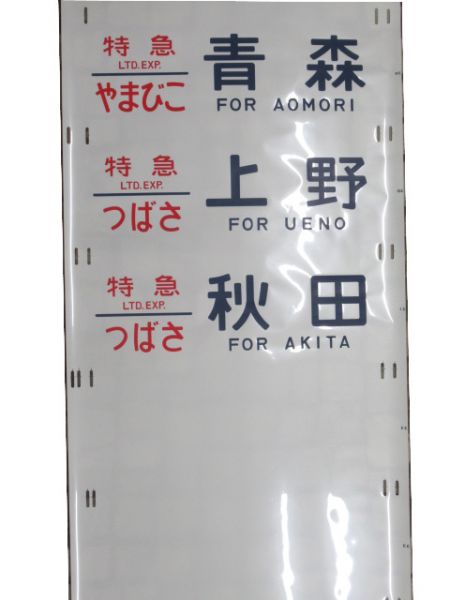 特急 青森
LTD.EXP.
やまびこ FOR AOMORI
特急 上野
LTD.EXP.
つばさ FOR UENO
特急 秋田
LTD.EXP.
つばさ FOR AKITA